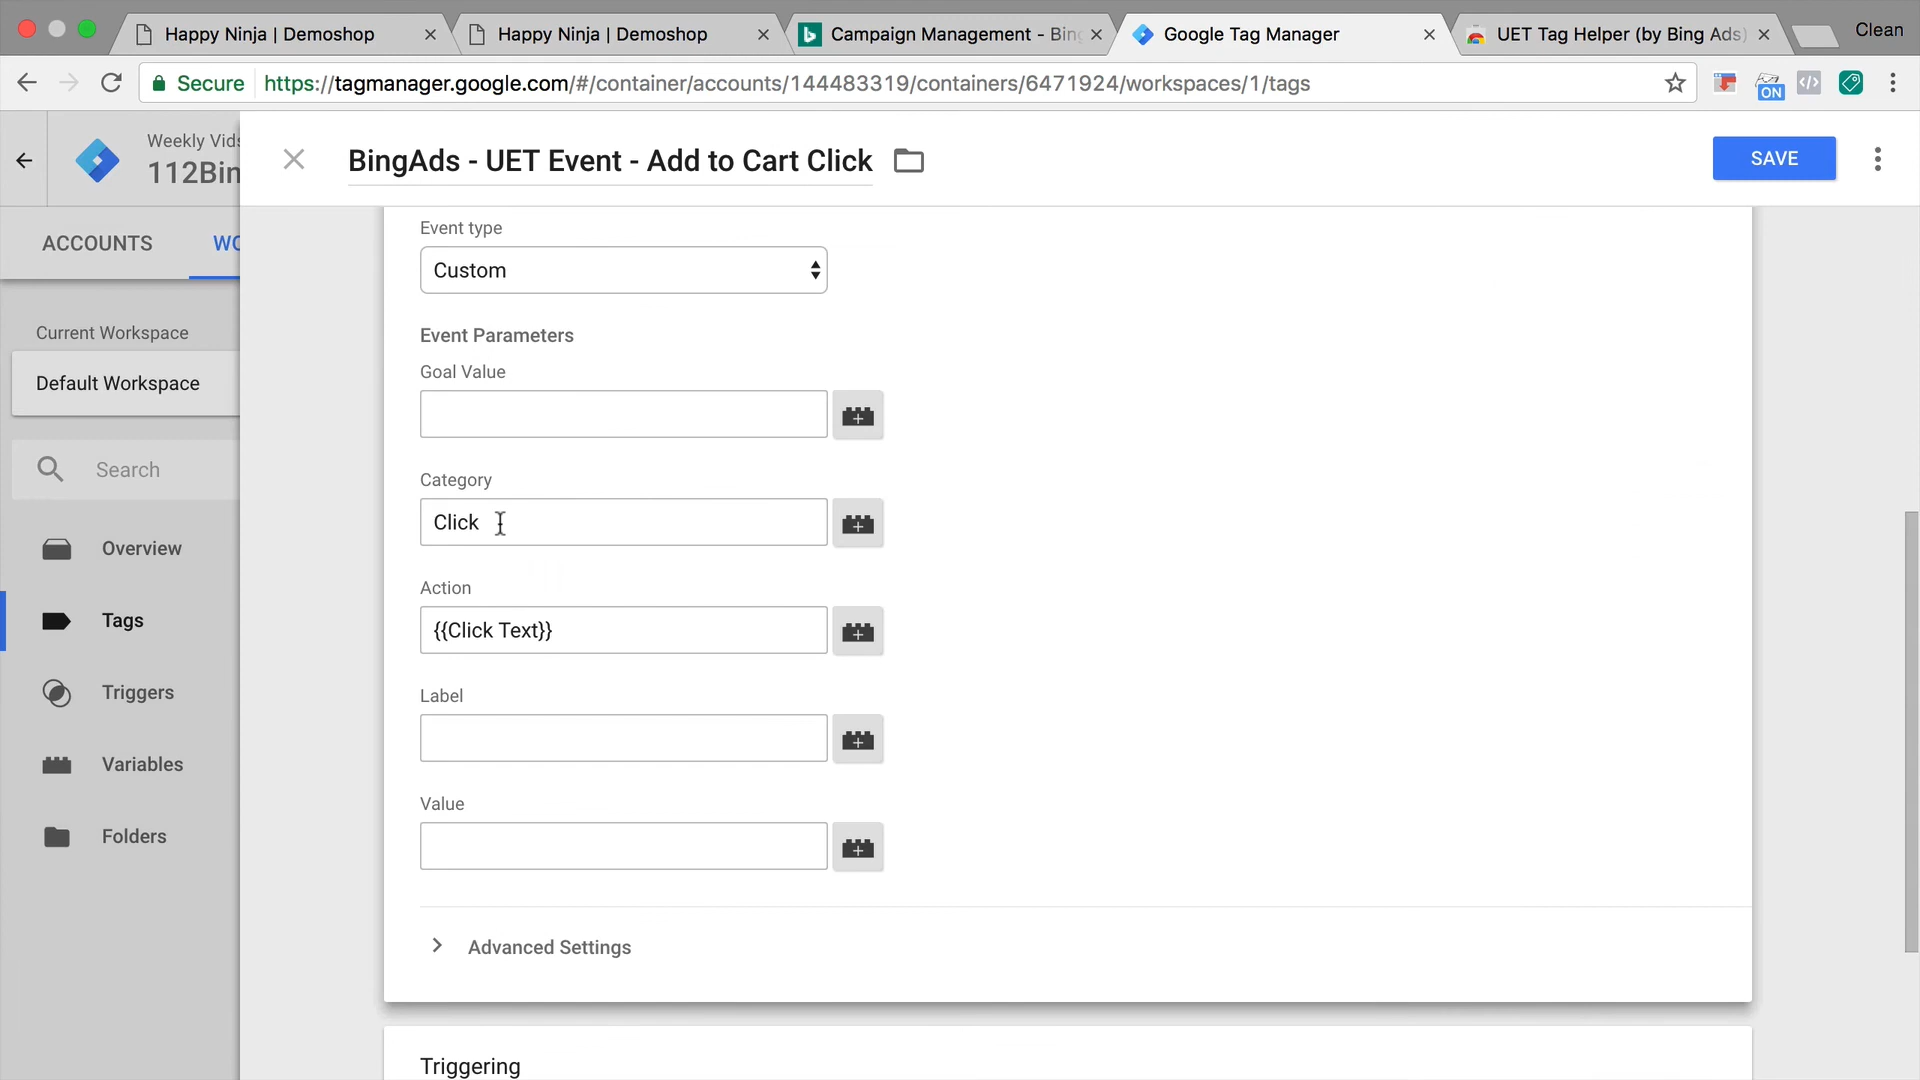 Happy Ninja | Demoshop
Happy Ninja | Demoshop
Campaign Management - Bing
Google Tag Manager
UET Tag Helper (by Bing Ads)
Clean
Secure
https://tagmanager.google.com/#/container/accounts/144483319/containers/6471924/workspaces/1/tags
ON
Weekly Vids
112Bin
BingAds - UET Event - Add to Cart Click
SAVE
ACCOUNTS
WO
Current Workspace
Default Workspace
Search
Overview
Tags
Triggers
Variables
Folders
Event type
Custom
Event Parameters
Goal Value
Category
Click
Action
{{Click Text}}
Label
Value
Advanced Settings
Triggering